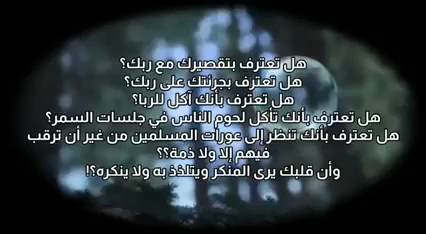 هل تعترف بتقصيرك مع ربك؟
هل تعترف بجرئتك على ربك؟
هل تعترف بأنك آكل للربا؟
هل تعترف بأنك تأكل لحوم الناس في جلسات السمر؟
هل تعترف بأنك تنظر إلى عورات المسلمين من غير أن ترقب
فيهم إلا ولا ذمة؟؟
وأن قلبك يرى المنكر ويتلذذ به ولا ينكره؟!